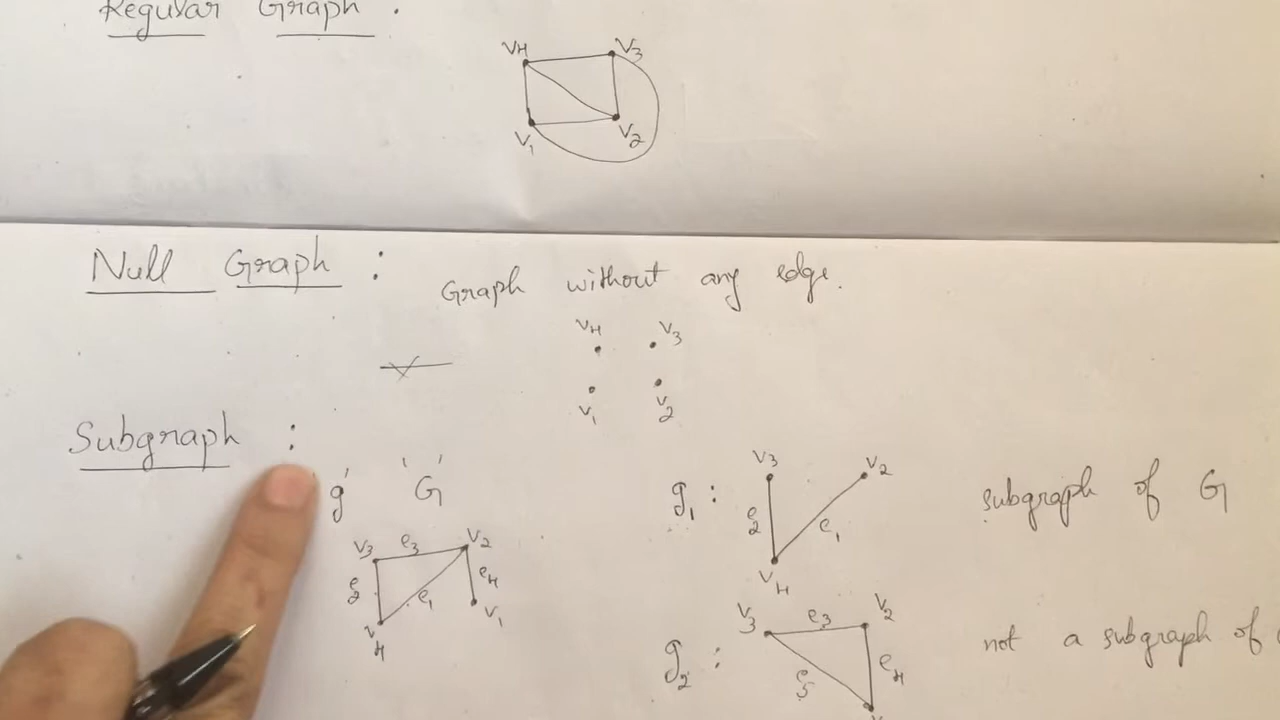 Regular Graph .
V4 V3
V1 V2
Null Graph : Graph without any edge.
V4 V3
V1 V2
Subgraph :
'g' 'G'
V3 e3 V2
e2 e1 e4
V4 V1
g1 : V3 V2
e2 e1
V4
subgraph of G
g2 : V3 e3 V2
e5 e4
not a subgraph of